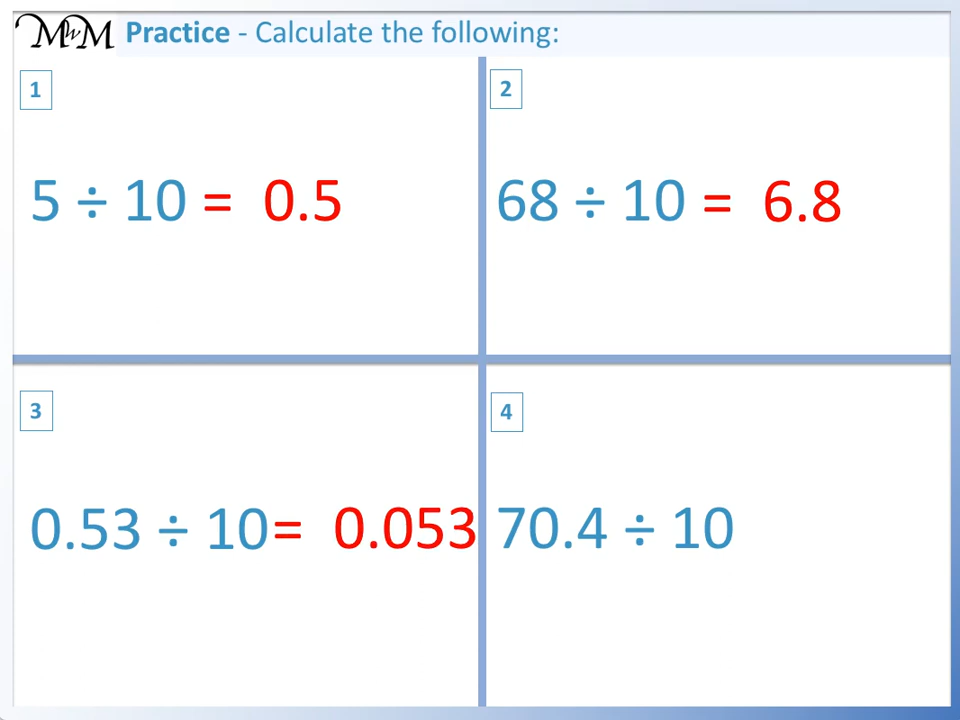 MwM Practice - Calculate the following:
1
5 ÷ 10 = 0.5
2
68 ÷ 10 = 6.8
3
0.53 ÷ 10 = 0.053
4
70.4 ÷ 10